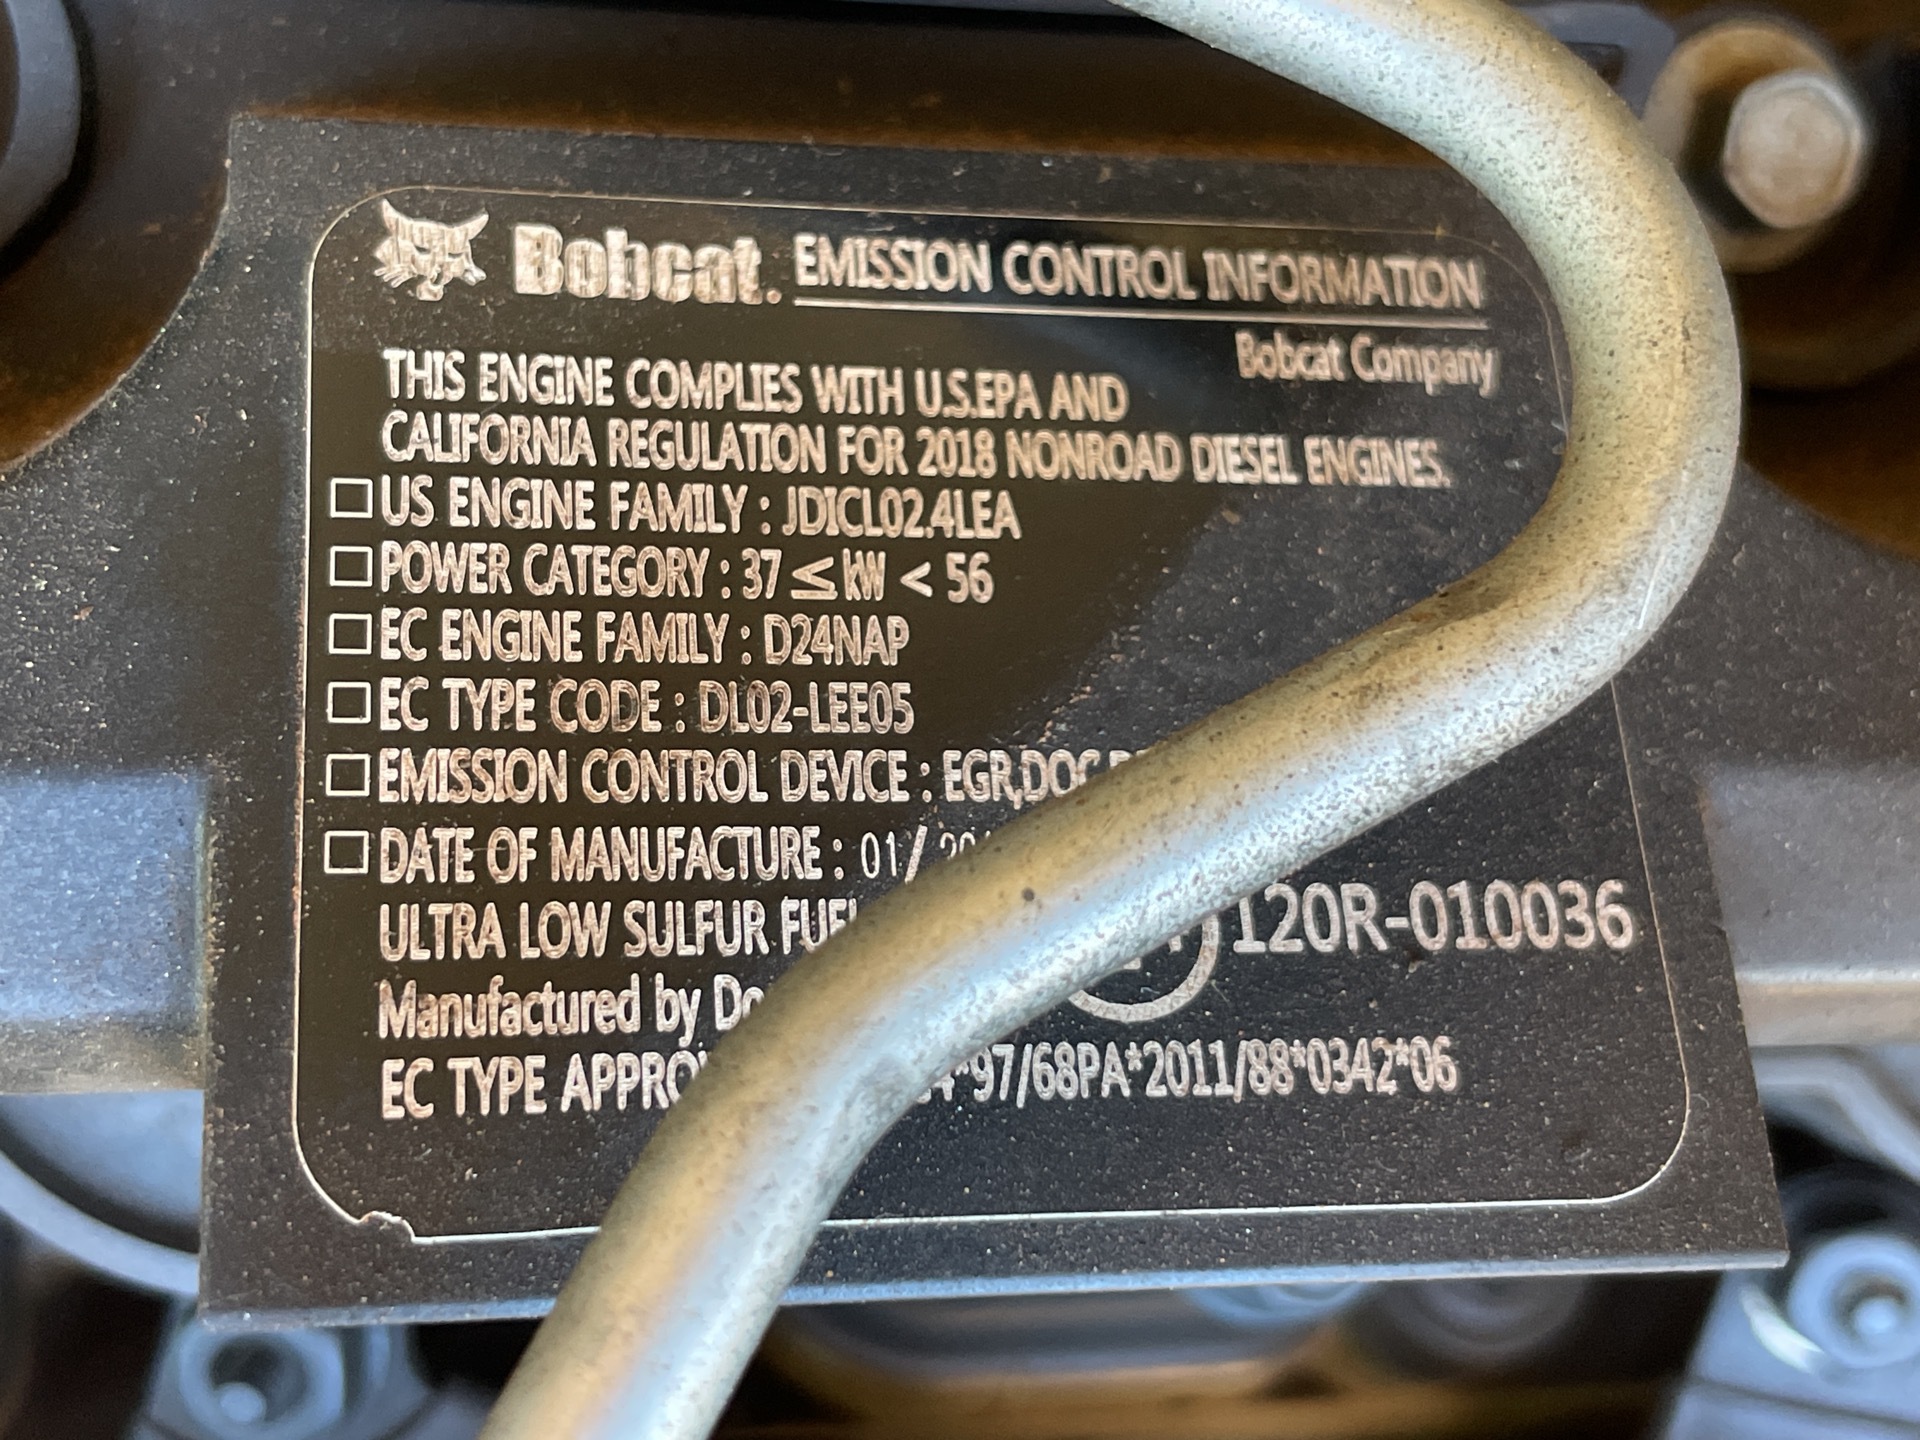 Bobcat. EMISSION CONTROL INFORMATION
Bobcat Company
THIS ENGINE COMPLIES WITH U.S.EPA AND
CALIFORNIA REGULATION FOR 2018 NONROAD DIESEL ENGINES.
US ENGINE FAMILY : JDICL02.4LEA
POWER CATEGORY : 37 ≤ kW < 56
EC ENGINE FAMILY : D24NAP
EC TYPE CODE : DL02-LEE05
EMISSION CONTROL DEVICE : EGR,DOC
DATE OF MANUFACTURE : 01/
ULTRA LOW SULFUR
120R-010036
Manufactured by
EC TYPE *97/68PA*2011/88*0342*06